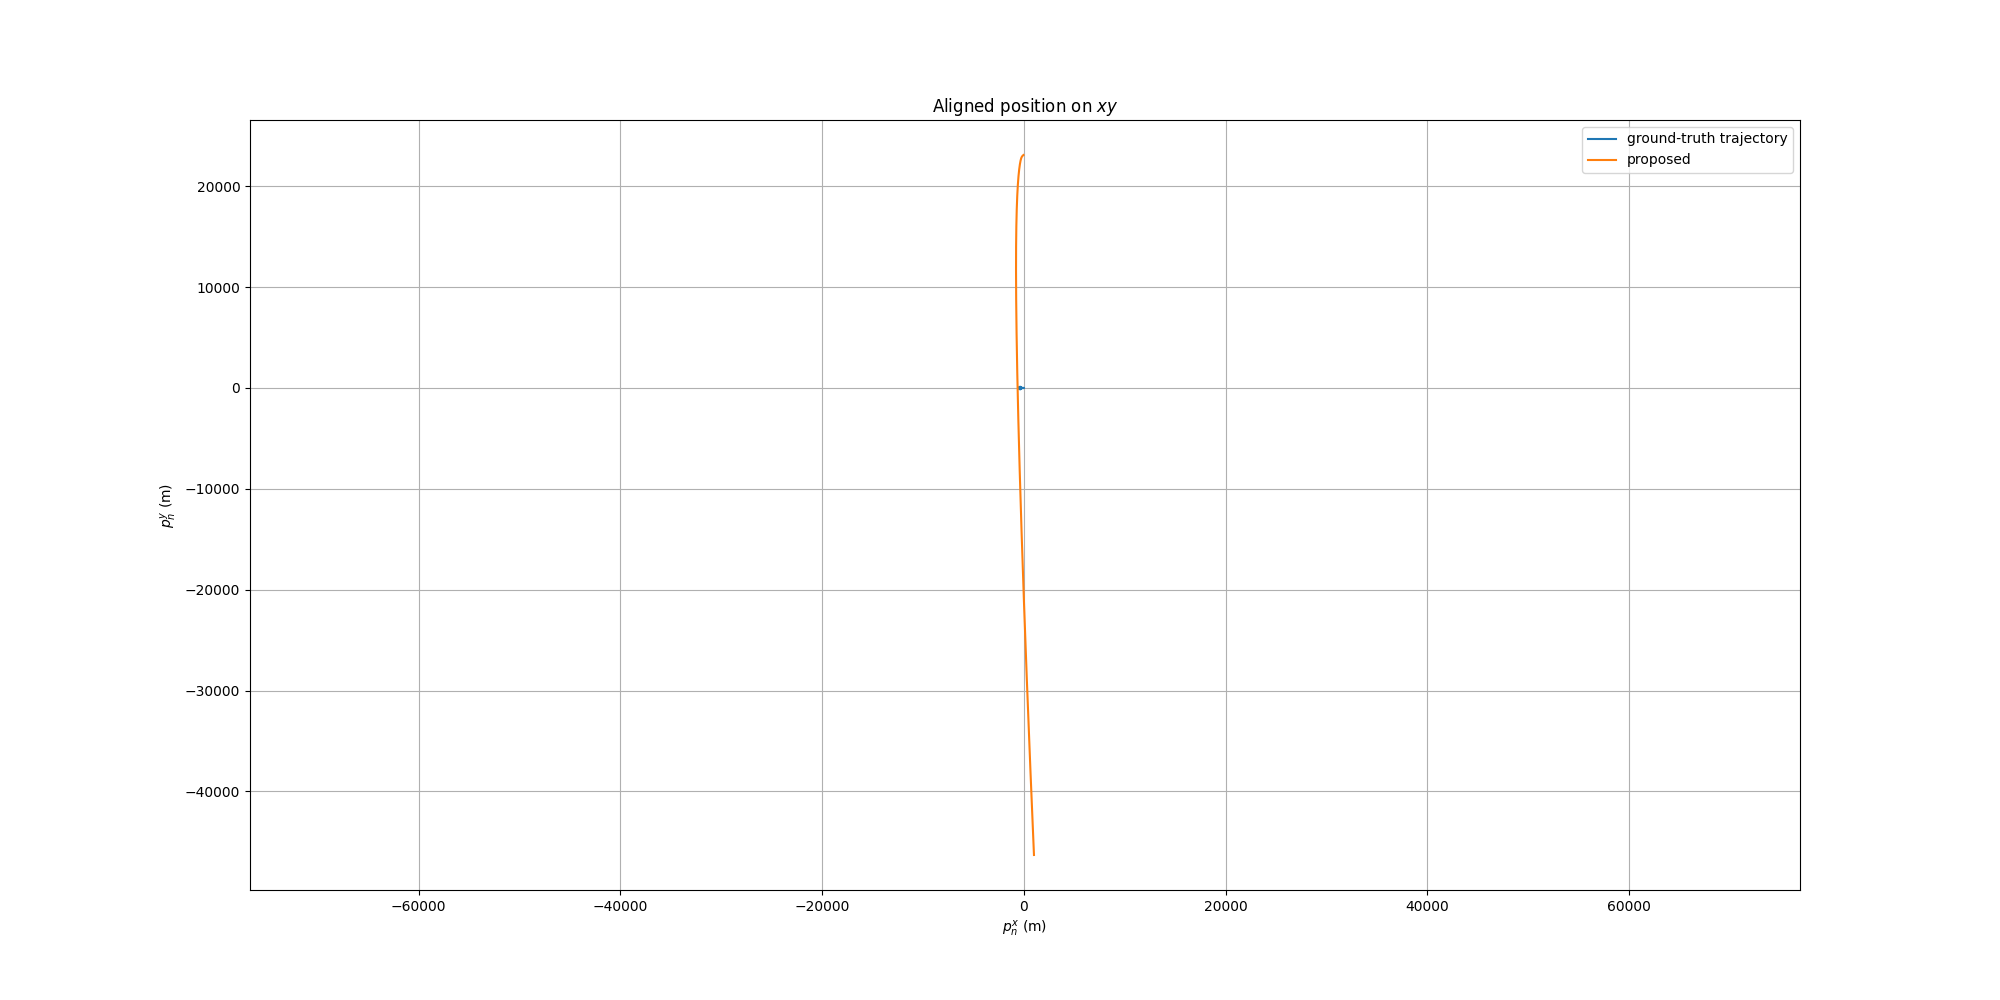 Aligned position on xy
ground-truth trajectory
proposed
20000
10000
0
−10000
−20000
−30000
−40000
p_n^y (m)
−60000 −40000 −20000 0 20000 40000 60000
p_n^x (m)